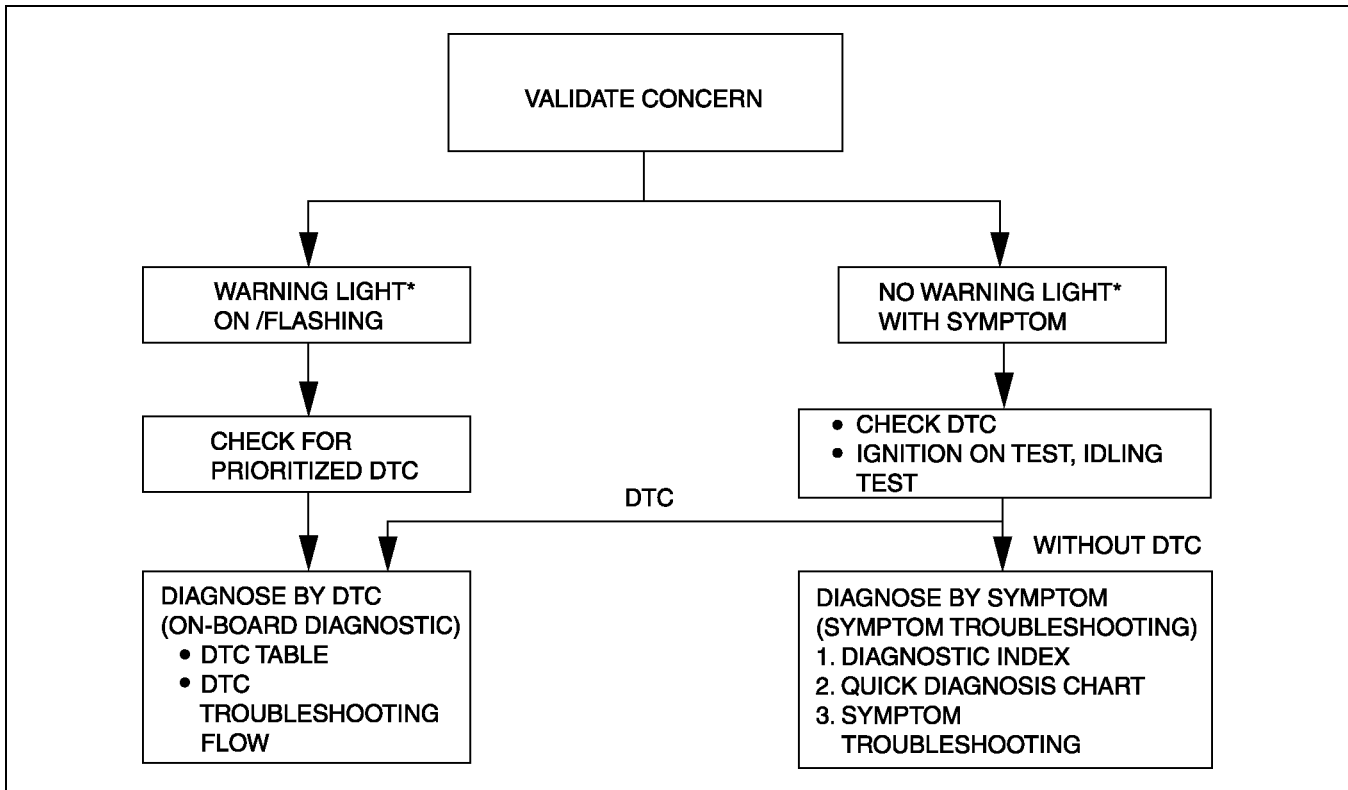 VALIDATE CONCERN
WARNING LIGHT*
ON /FLASHING
NO WARNING LIGHT*
WITH SYMPTOM
CHECK FOR
PRIORITIZED DTC
• CHECK DTC
• IGNITION ON TEST, IDLING
TEST
DTC
WITHOUT DTC
DIAGNOSE BY DTC
(ON-BOARD DIAGNOSTIC)
• DTC TABLE
• DTC
TROUBLESHOOTING
FLOW
DIAGNOSE BY SYMPTOM
(SYMPTOM TROUBLESHOOTING)
1. DIAGNOSTIC INDEX
2. QUICK DIAGNOSIS CHART
3. SYMPTOM
TROUBLESHOOTING